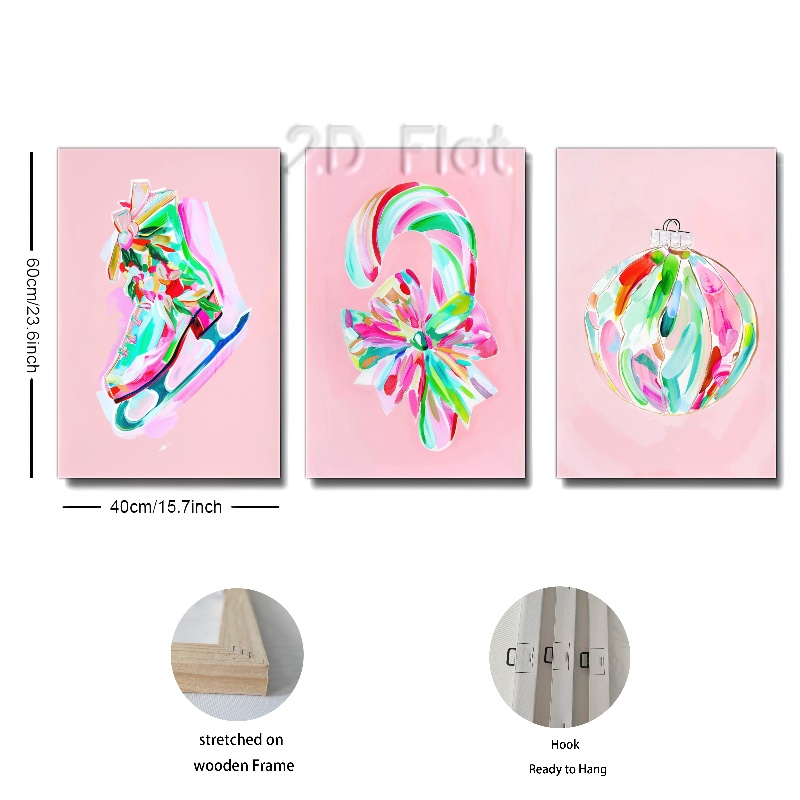 2D Flat
60cm/23.6inch
40cm/15.7inch
stretched on
wooden Frame
Hook
Ready to Hang